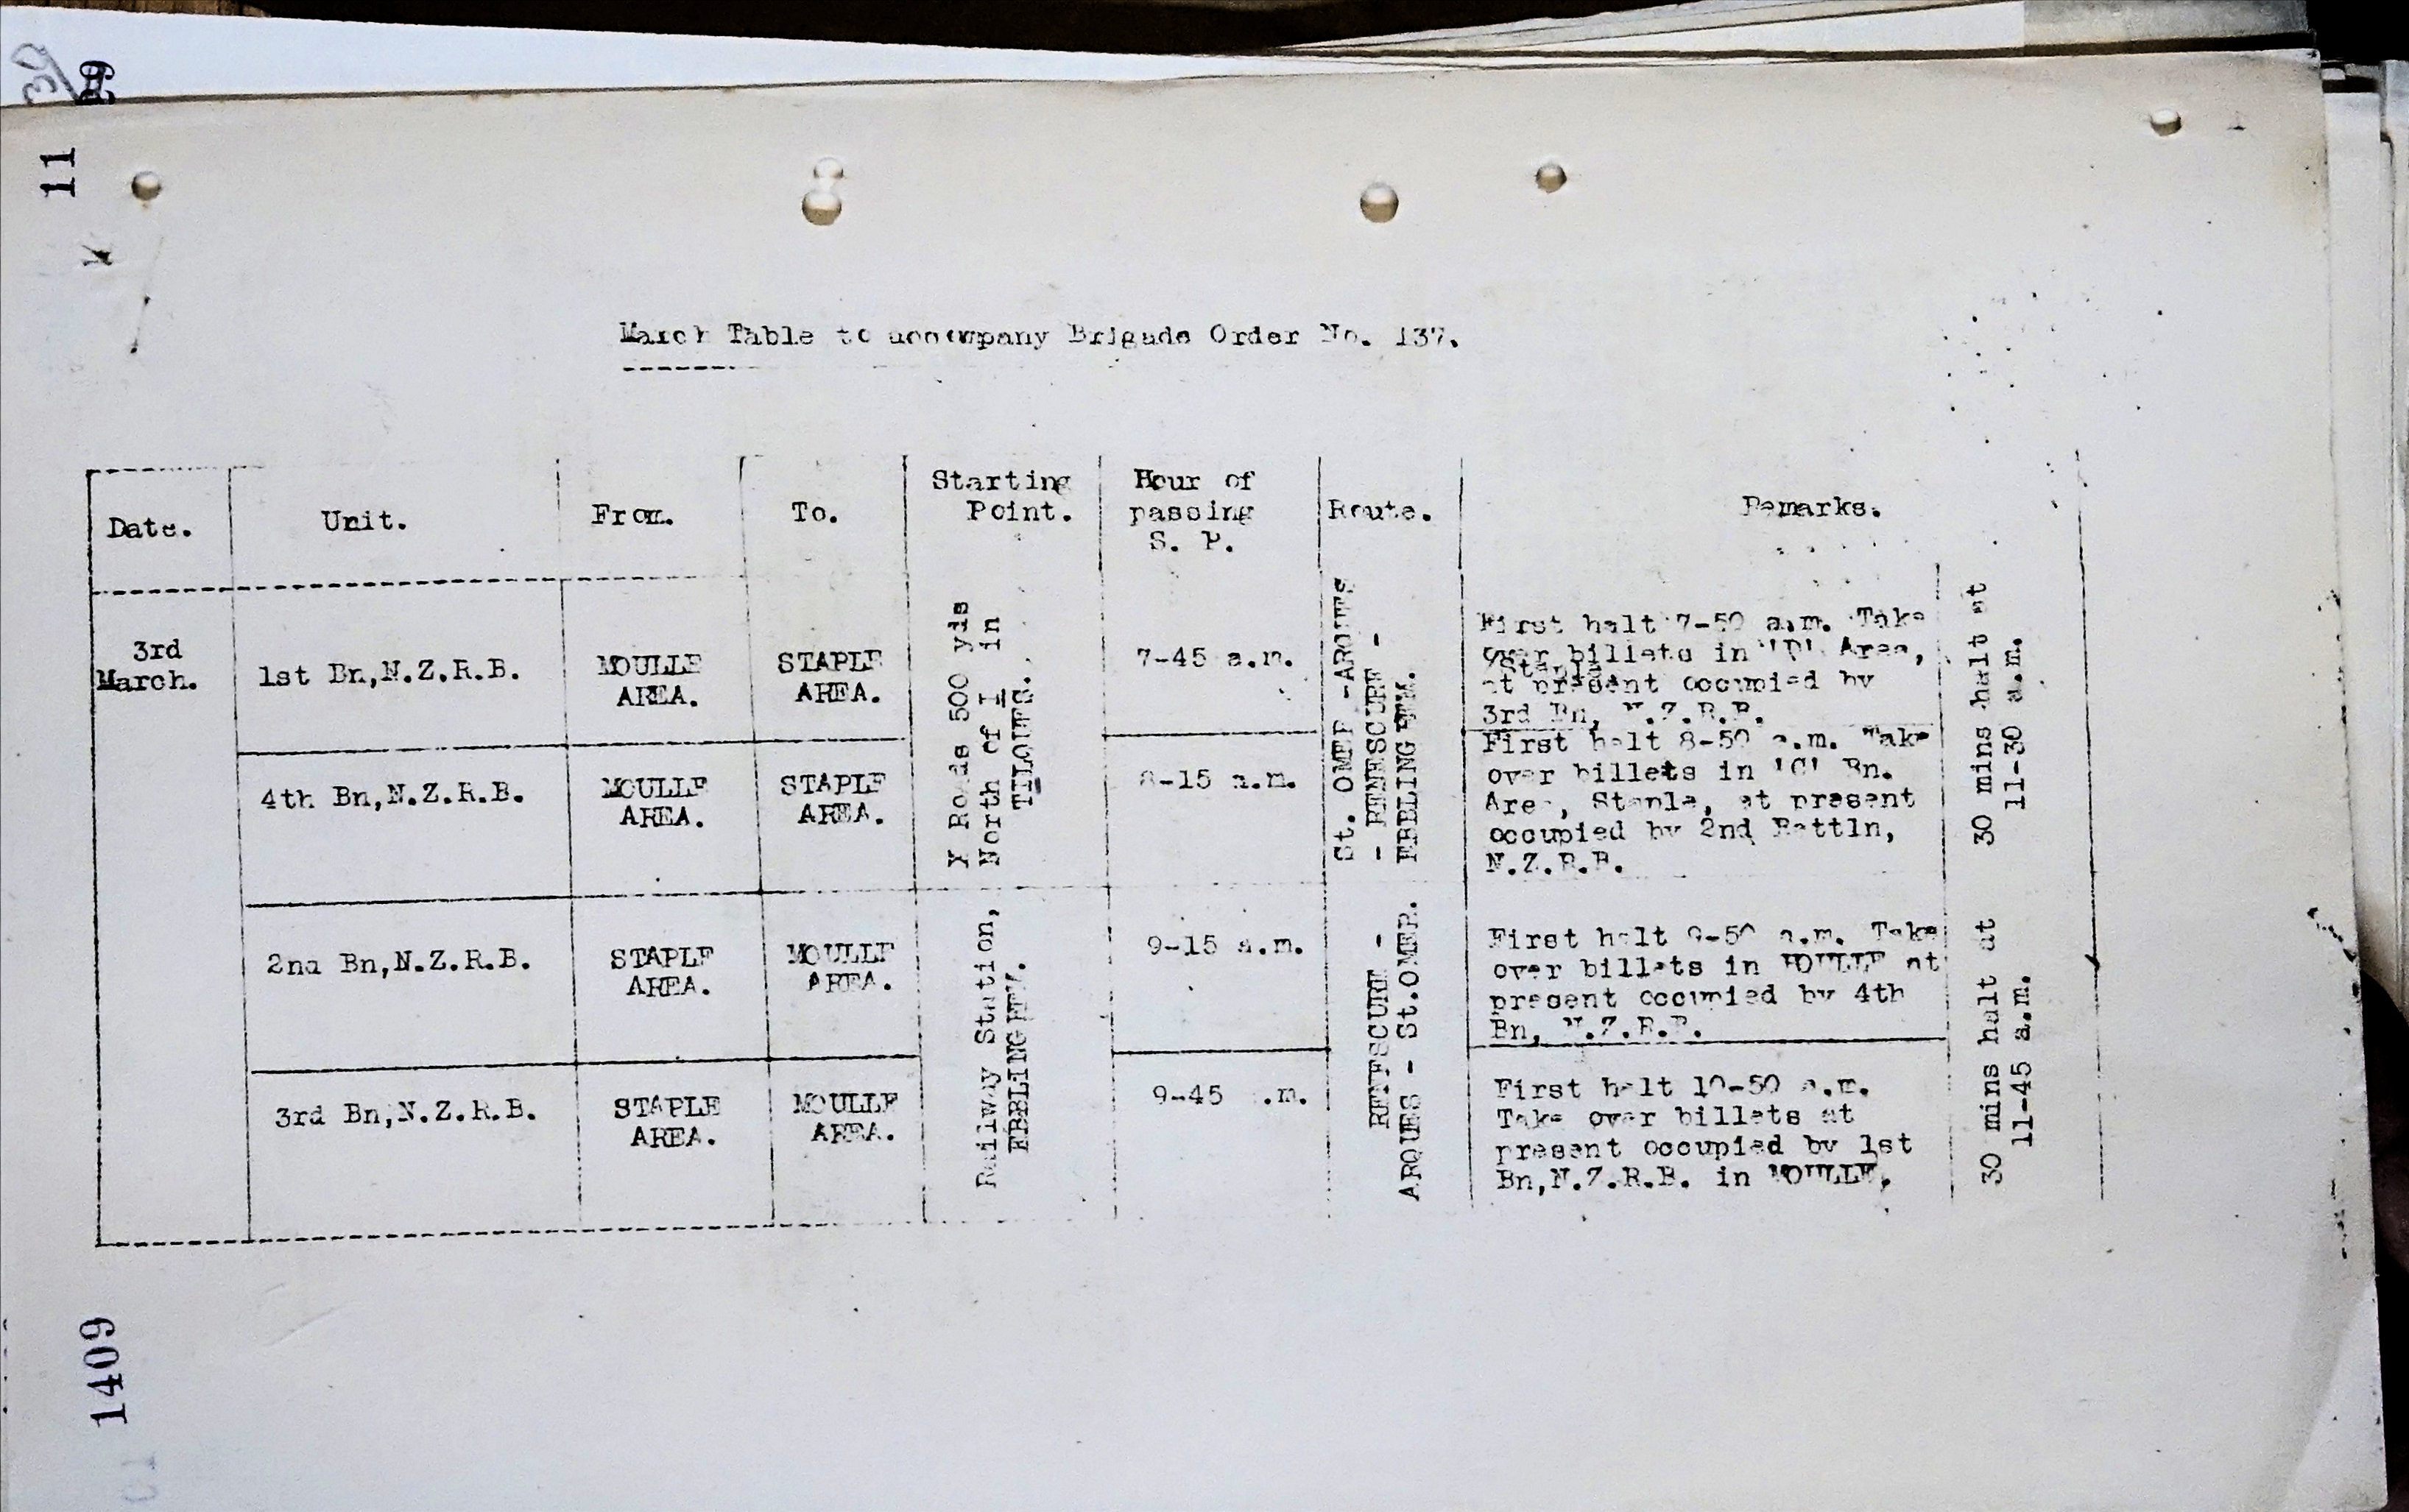 11
March Table to accompany Brigade Order No. 137.
Date.
Unit.
From.
To.
Starting
Point.
Hour of
passing
S. P.
Route.
Remarks.
3rd
March.
1st Bn,N.Z.R.B.
MOULLE
AREA.
STAPLE
AREA.
X Roads 500 yds
North of I in
TILQUES.
7-45 a.m.
St. OMER -ARQUES
- RENESCURE -
EBBLINGHEM.
First halt 7-50 a.m. Take
over billets in 'D' Area,
/Staple,
at present occupied by
3rd Bn, N.Z.R.B.
30 mins halt at
11-30 a.m.
4th Bn,N.Z.R.B.
MOULLE
AREA.
STAPLE
AREA.
8-15 a.m.
First halt 8-50 a.m. Take
over billets in 'C' Bn.
Area, Staple, at present
occupied by 2nd Battln,
N.Z.R.B.
2nd Bn,N.Z.R.B.
STAPLE
AREA.
MOULLE
AREA.
Railway Station,
EBBLINGHEM.
9-15 a.m.
RENESCURE -
ARQUES - St.OMER.
First halt 9-50 a.m. Take
over billets in MOULLE at
present occupied by 4th
Bn, N.Z.R.B.
30 mins halt at
11-45 a.m.
3rd Bn,N.Z.R.B.
STAPLE
AREA.
MOULLE
AREA.
9-45 .m.
First halt 10-50 a.m.
Take over billets at
present occupied by 1st
Bn,N.Z.R.B. in MOULLE.
1409